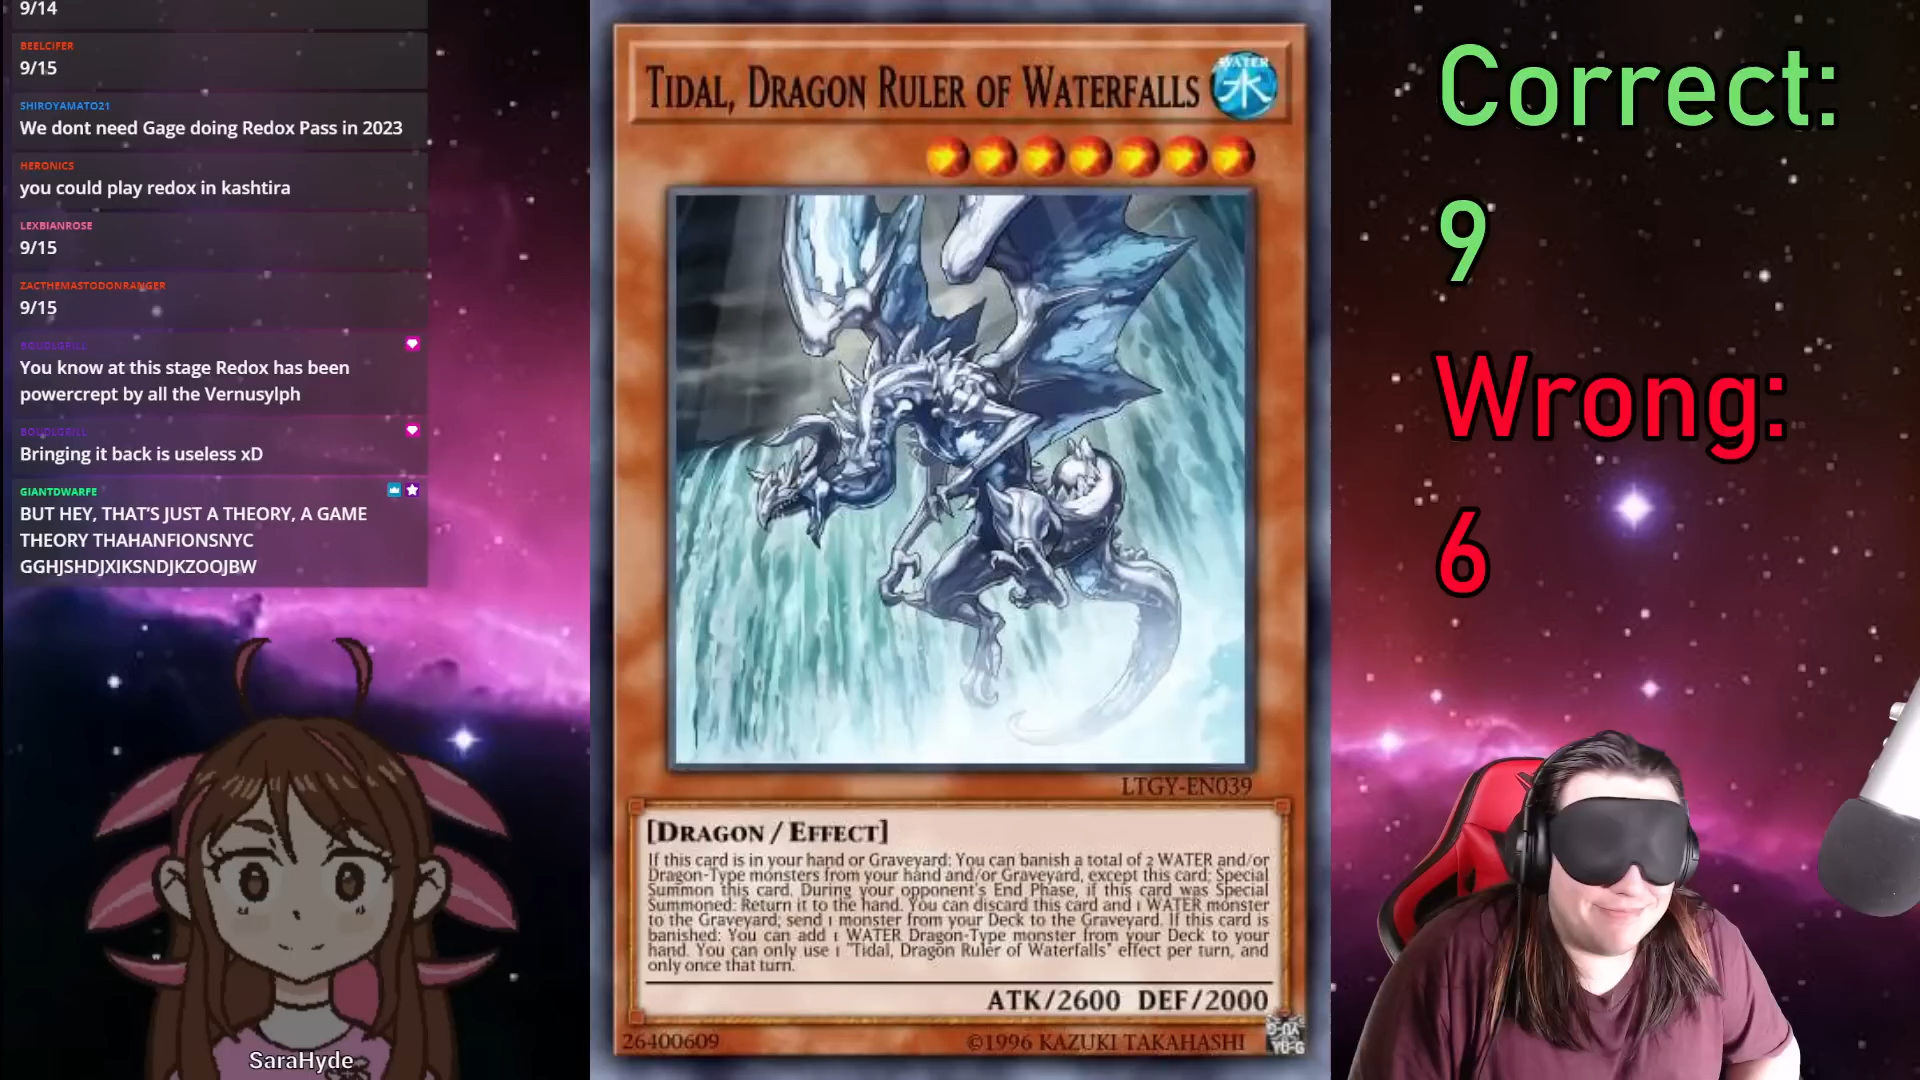 9/14
BEELCIFER
9/15
SHIROYAMATO21
We dont need Gage doing Redox Pass in 2023
HERONICS
you could play redox in kashtira
LEXBIANROSE
9/15
ZACTHEMASTODONRANGER
9/15
You know at this stage Redox has been
powercrept by all the Vernusylph
Bringing it back is useless xD
GIANTDWARFE
BUT HEY, THAT'S JUST A THEORY, A GAME
THEORY THAHANFIONSNYC
GGHJSHDJXIKSNDJKZOOJBW
SaraHyde
TIDAL, DRAGON RULER OF WATERFALLS
WATER
水
LTGY-EN039
[DRAGON / EFFECT]
If this card is in your hand or Graveyard: You can banish a total of 2 WATER and/or
Dragon-Type monsters from your hand and/or Graveyard, except this card; Special
Summon this card. During your opponent's End Phase, if this card was Special
Summoned: Return it to the hand. You can discard this card and 1 WATER monster
to the Graveyard; send 1 monster from your Deck to the Graveyard. If this card is
banished: You can add 1 WATER Dragon-Type monster from your Deck to your
hand. You can only use 1 "Tidal, Dragon Ruler of Waterfalls" effect per turn, and
only once that turn.
ATK/2600 DEF/2000
26400609
©1996 KAZUKI TAKAHASHI
Correct:
9
Wrong:
6